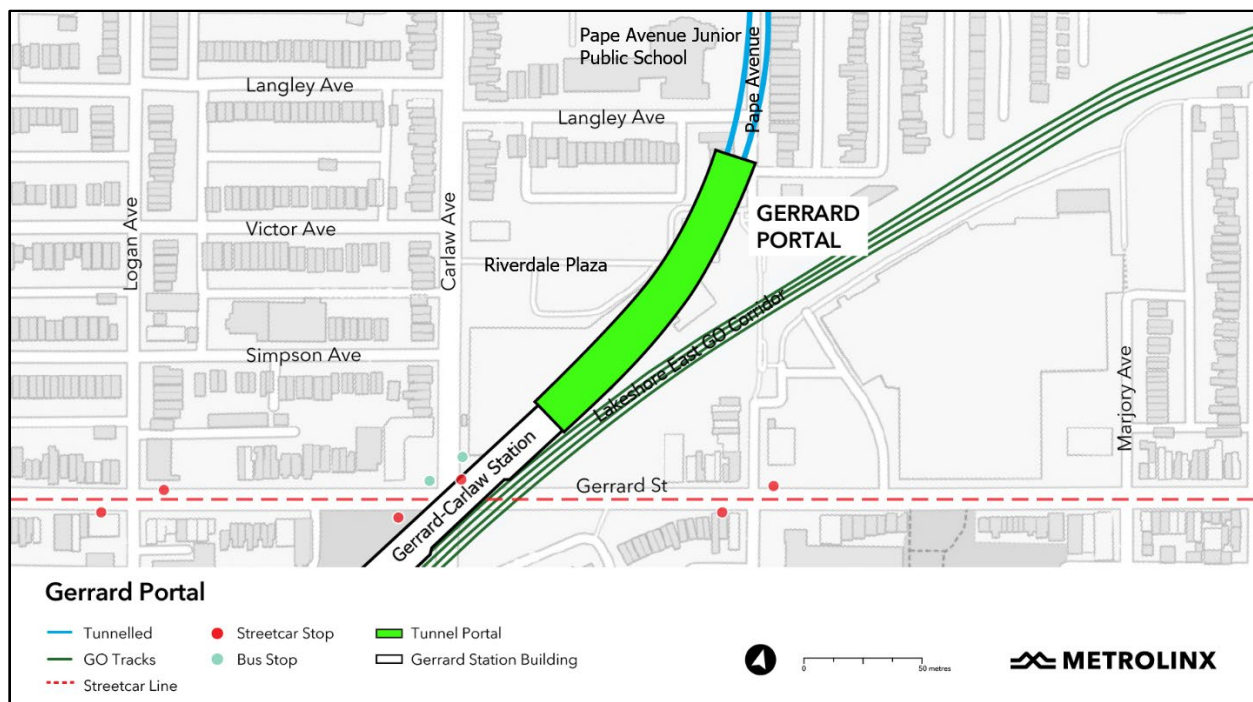 Pape Avenue Junior
Public School
Pape Avenue
Langley Ave
Langley Ave
Logan Ave
Carlaw Ave
Victor Ave
GERRARD
PORTAL
Riverdale Plaza
Lakeshore East GO Corridor
Simpson Ave
Marjory Ave
Gerrard-Carlaw Station
Gerrard St
Gerrard Portal
Tunnelled
Streetcar Stop
Tunnel Portal
GO Tracks
Bus Stop
Gerrard Station Building
Streetcar Line
0
50 metres
METROLINX